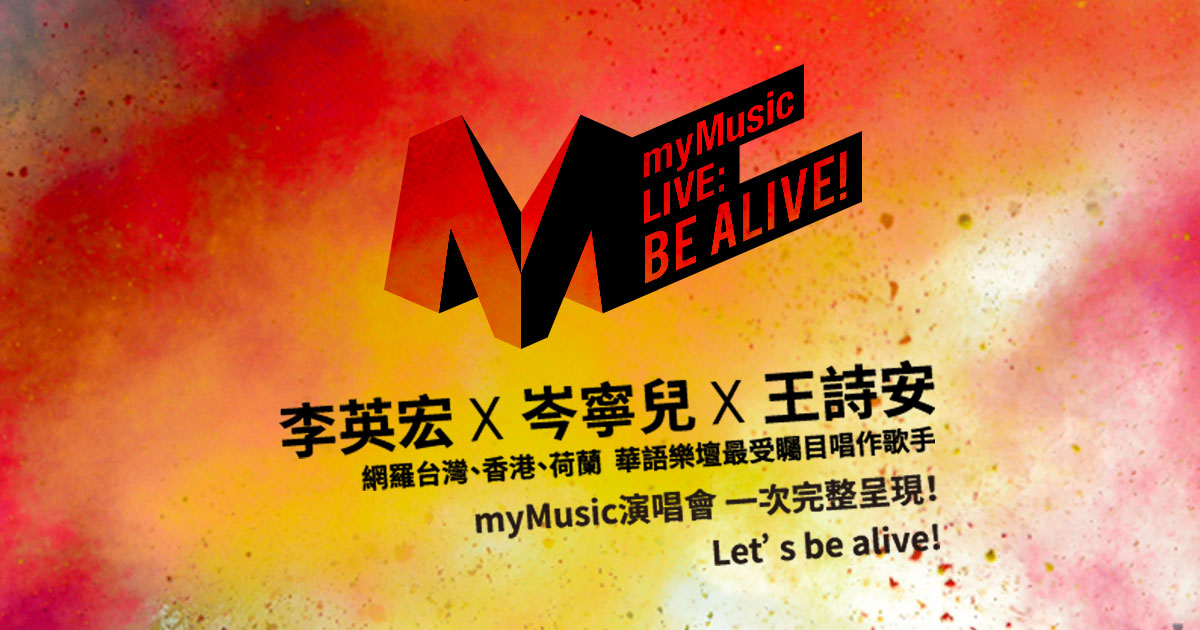 myMusic
LIVE:
BE ALIVE!
李英宏 X 岑寧兒 X 王詩安
網羅台灣、香港、荷蘭 華語樂壇最受矚目唱作歌手
myMusic演唱會 一次完整呈現！
Let’s be alive!